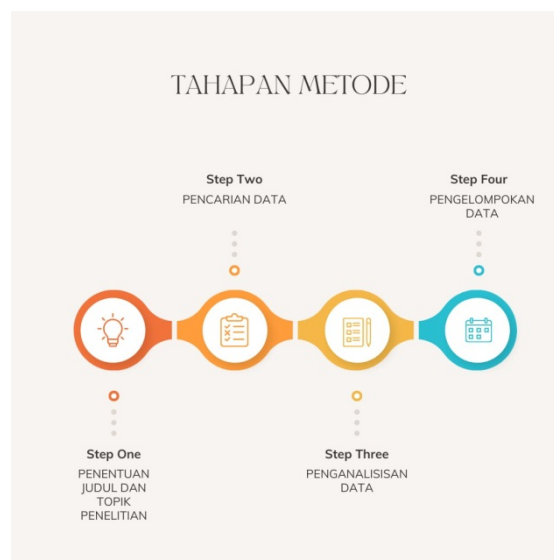 TAHAPAN METODE
Step One
PENENTUAN
JUDUL DAN
TOPIK
PENELITIAN
Step Two
PENCARIAN DATA
Step Three
PENGANALISISAN
DATA
Step Four
PENGELOMPOKAN
DATA